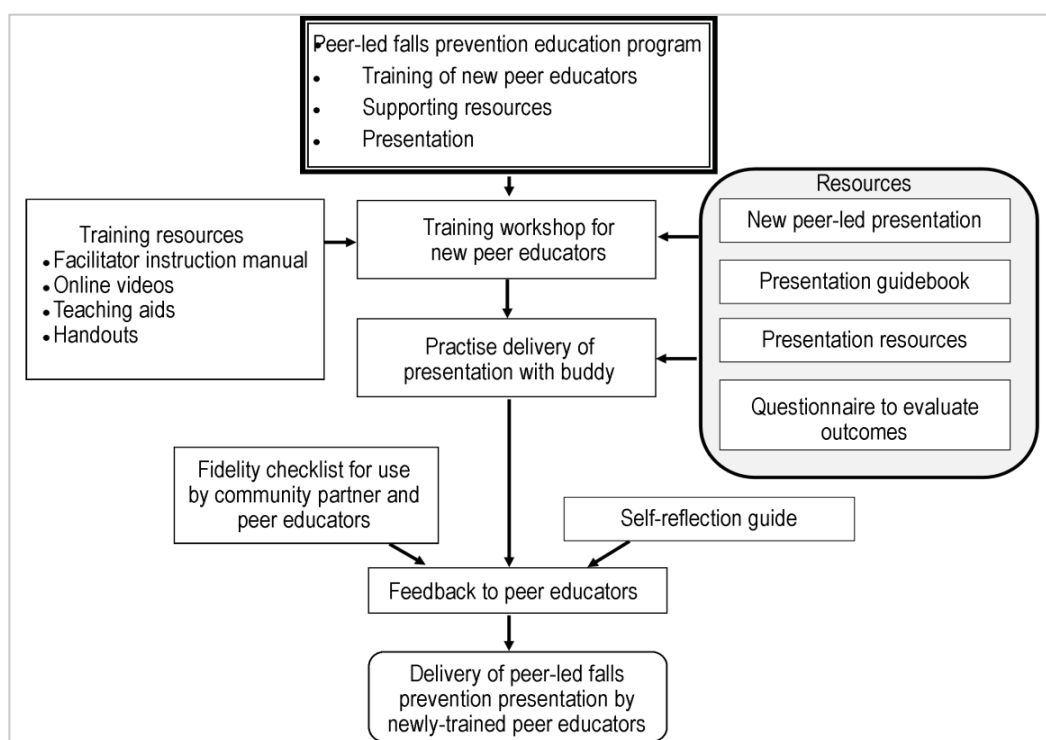 Peer-led falls prevention education program
• Training of new peer educators
• Supporting resources
• Presentation
Training resources
• Facilitator instruction manual
• Online videos
• Teaching aids
• Handouts
Training workshop for
new peer educators
Resources
New peer-led presentation
Presentation guidebook
Presentation resources
Questionnaire to evaluate
outcomes
Practise delivery of
presentation with buddy
Fidelity checklist for use
by community partner and
peer educators
Self-reflection guide
Feedback to peer educators
Delivery of peer-led falls
prevention presentation by
newly-trained peer educators